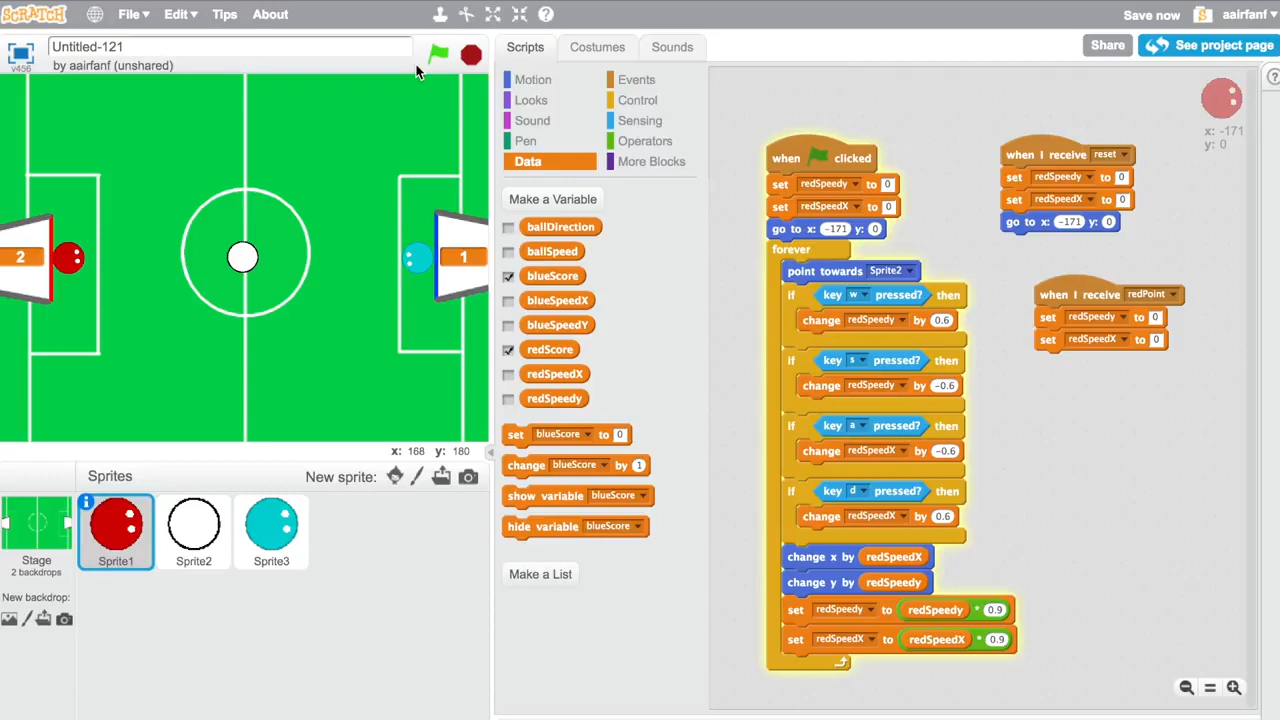 SCRATCH File Edit Tips About Save now aairfanf
v456 Untitled-121
by aairfanf (unshared)
2 1
x: 168 y: 180
Sprites New sprite:
Stage
2 backdrops
New backdrop:
Sprite1 Sprite2 Sprite3
Scripts Costumes Sounds
Share See project page
Motion Events
Looks Control
Sound Sensing
Pen Operators
Data More Blocks
Make a Variable
ballDirection
ballSpeed
blueScore
blueSpeedX
blueSpeedY
redScore
redSpeedX
redSpeedy
set blueScore to 0
change blueScore by 1
show variable blueScore
hide variable blueScore
Make a List
when clicked
set redSpeedy to 0
set redSpeedX to 0
go to x: -171 y: 0
forever
point towards Sprite2
if key w pressed? then
change redSpeedy by 0.6
if key s pressed? then
change redSpeedy by -0.6
if key a pressed? then
change redSpeedX by -0.6
if key d pressed? then
change redSpeedX by 0.6
change x by redSpeedX
change y by redSpeedy
set redSpeedy to redSpeedy * 0.9
set redSpeedX to redSpeedX * 0.9
when I receive reset
set redSpeedy to 0
set redSpeedX to 0
go to x: -171 y: 0
when I receive redPoint
set redSpeedy to 0
set redSpeedX to 0
x: -171
y: 0